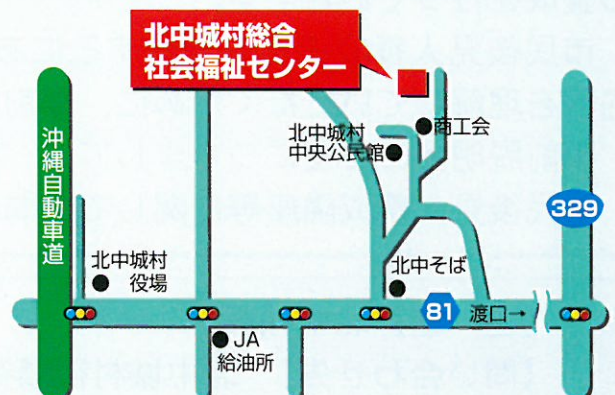 北中城村総合
社会福祉センター
沖縄自動車道
北中城村
中央公民館
商工会
329
北中城村
役場
北中そば
81
渡口→
JA
給油所